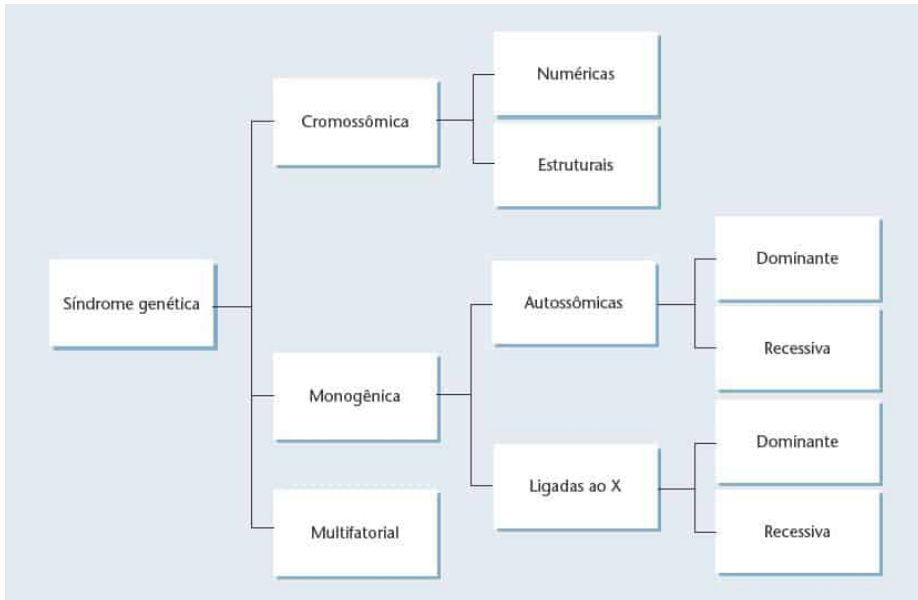 Síndrome genética
Cromossômica
Numéricas
Estruturais
Monogênica
Autossômicas
Dominante
Recessiva
Ligadas ao X
Dominante
Recessiva
Multifatorial